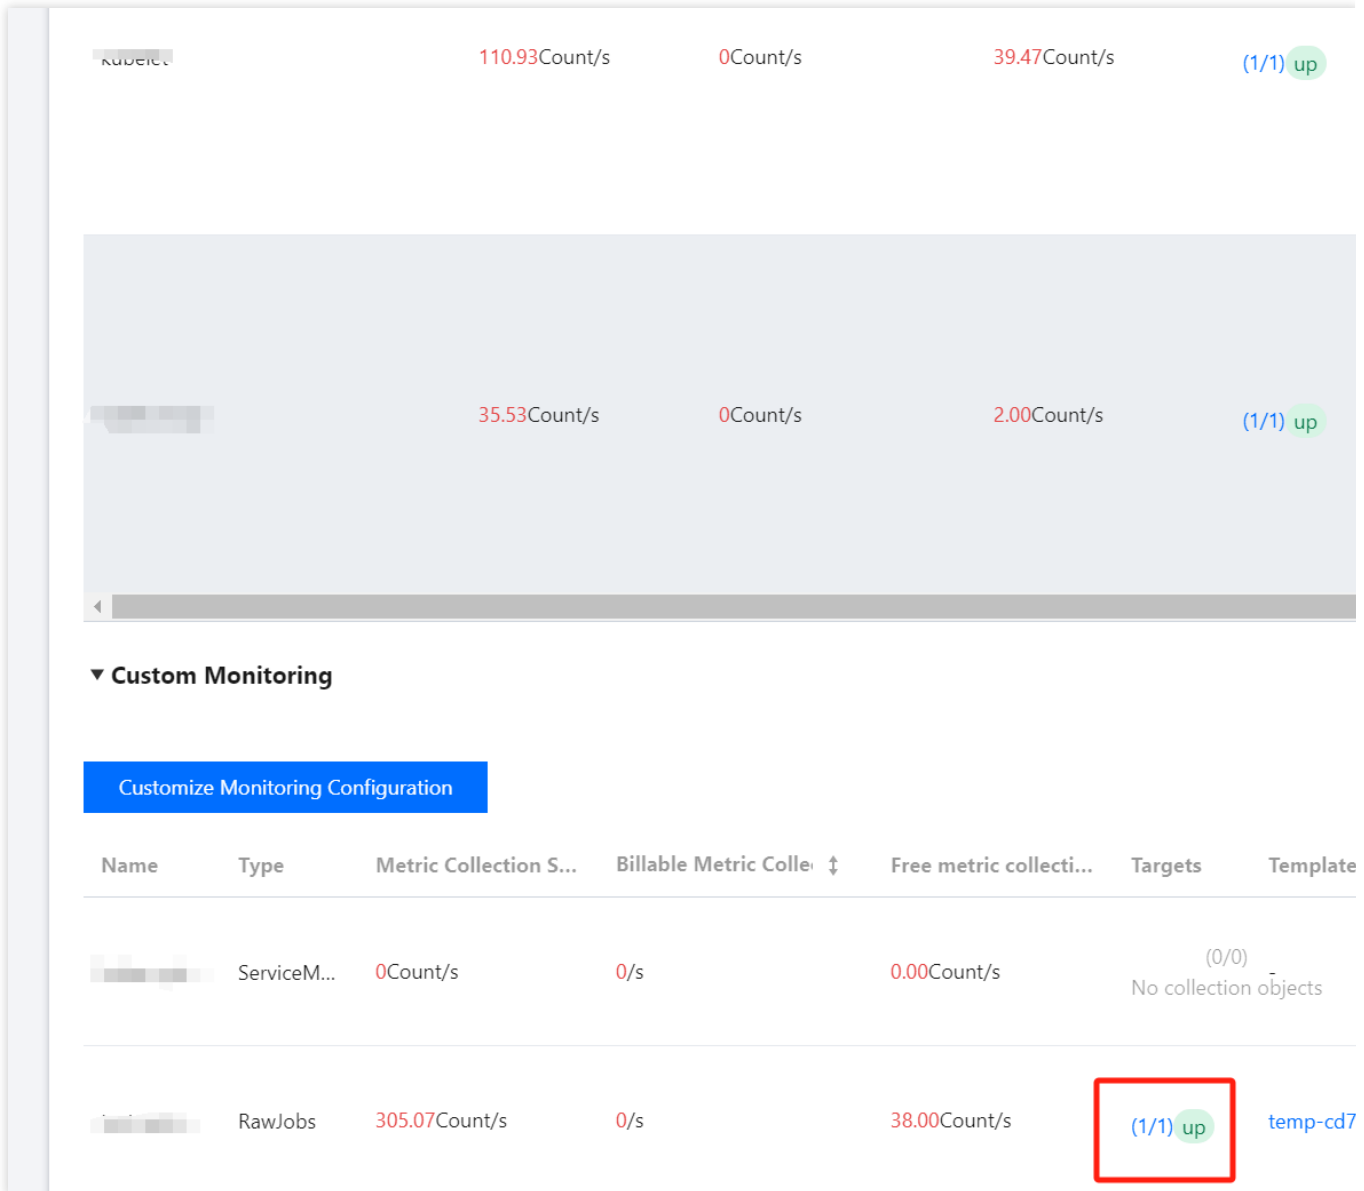 kubelet 110.93Count/s 0Count/s 39.47Count/s (1/1) up
35.53Count/s 0Count/s 2.00Count/s (1/1) up
Custom Monitoring
Customize Monitoring Configuration
Name Type Metric Collection S... Billable Metric Colle Free metric collecti... Targets Template
ServiceM... 0Count/s 0/s 0.00Count/s (0/0) -
No collection objects
RawJobs 305.07Count/s 0/s 38.00Count/s (1/1) up temp-cd7